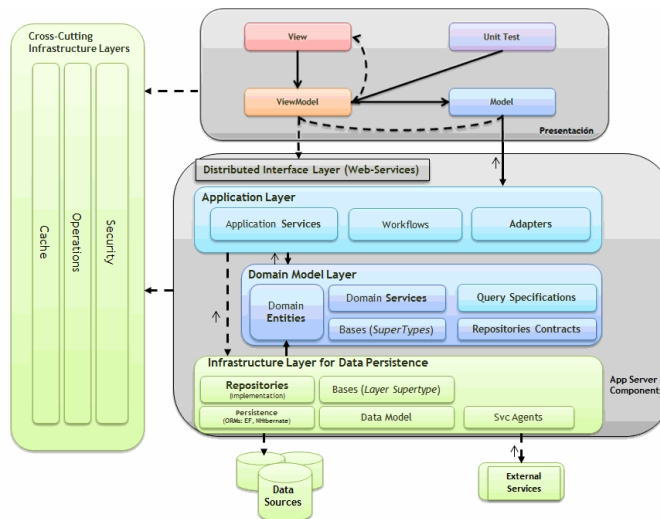 Cross-Cutting
Infrastructure Layers
Cache
Operations
Security
View
Unit Test
ViewModel
Model
Presentación
Distributed Interface Layer (Web-Services)
Application Layer
Application Services
Workflows
Adapters
Domain Model Layer
Domain
Entities
Domain Services
Query Specifications
Bases (SuperTypes)
Repositories Contracts
Infrastructure Layer for Data Persistence
Repositories
(Implementation)
Bases (Layer Supertype)
Persistence
(ORMs: EF, NHibernate)
Data Model
Svc Agents
App Server
Components
Data
Sources
External
Services